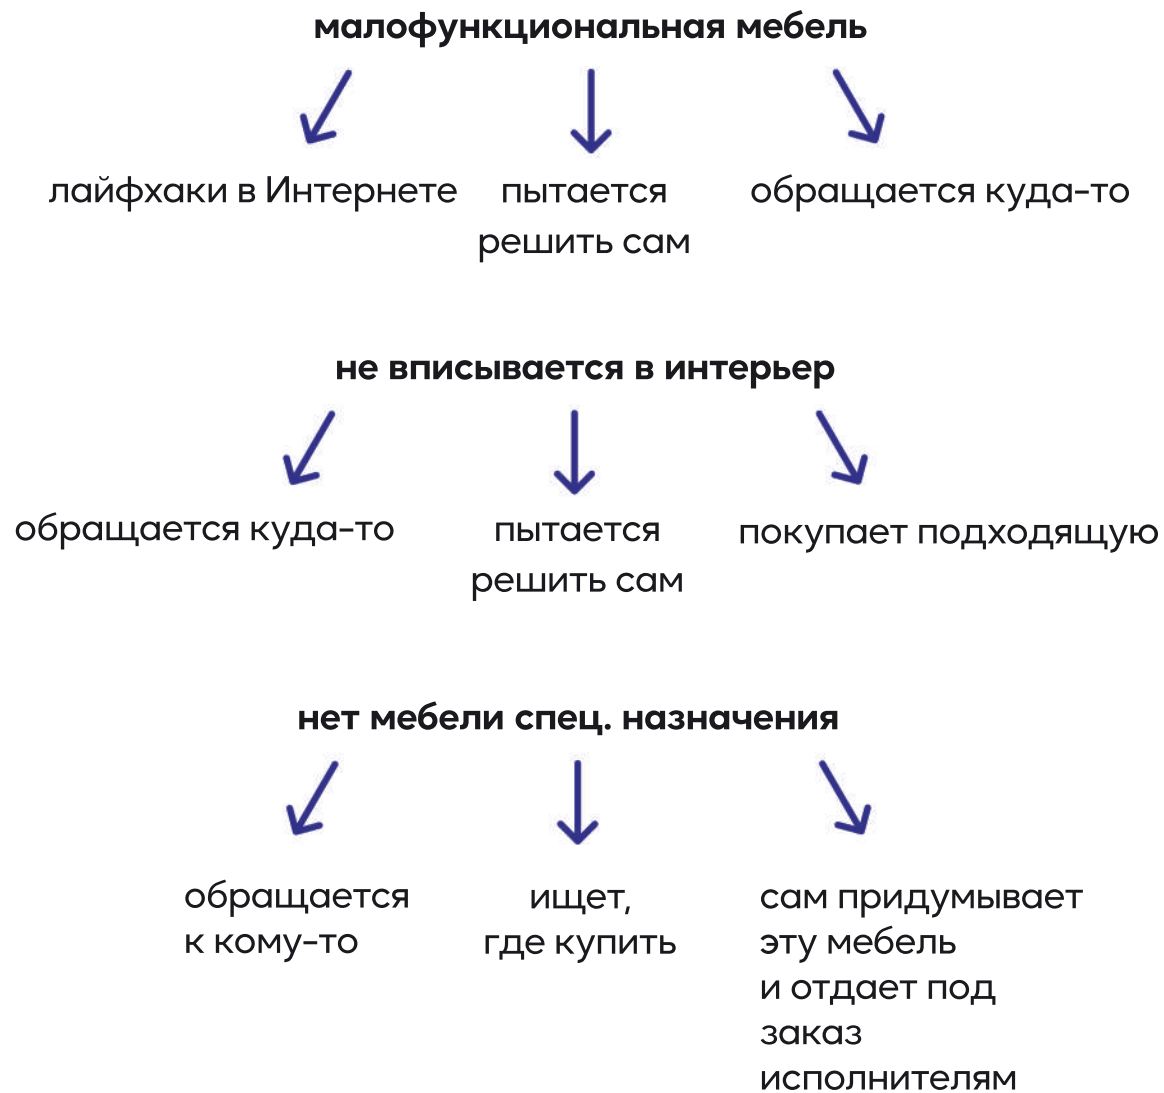 малофункциональная мебель
лайфхаки в Интернете
пытается
решить сам
обращается куда-то
не вписывается в интерьер
обращается куда-то
пытается
решить сам
покупает подходящую
нет мебели спец. назначения
обращается
к кому-то
ищет,
где купить
сам придумывает
эту мебель
и отдает под
заказ
исполнителям